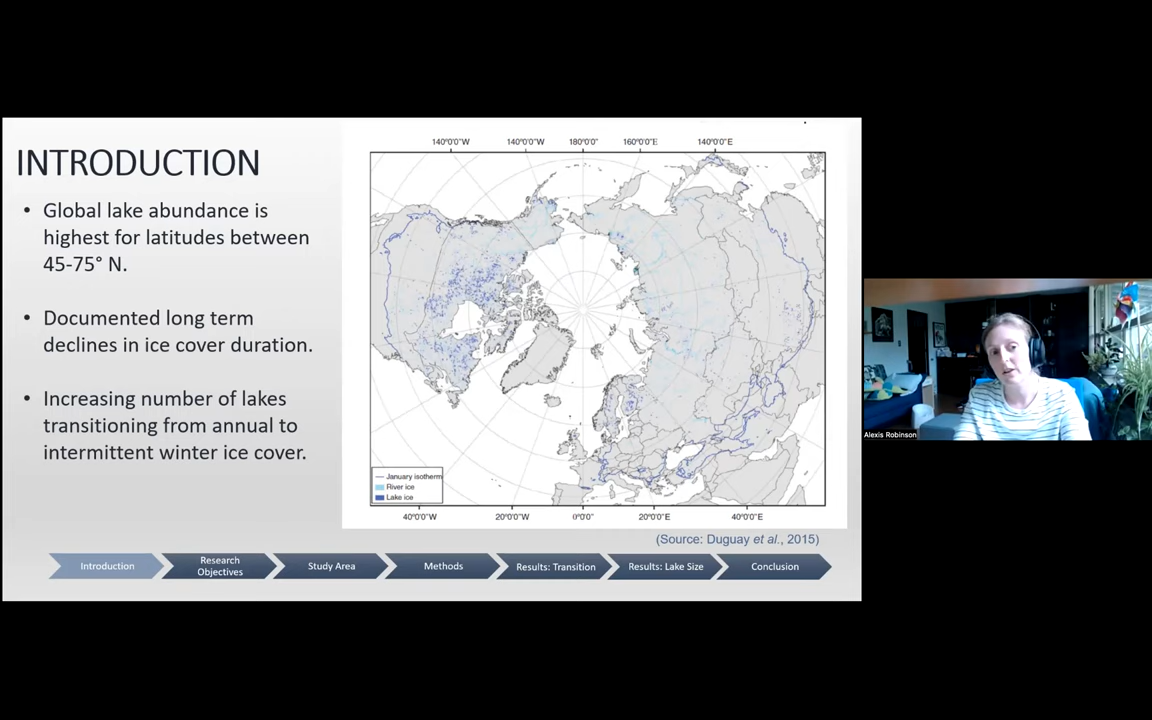 INTRODUCTION
• Global lake abundance is
highest for latitudes between
45-75° N.
• Documented long term
declines in ice cover duration.
• Increasing number of lakes
transitioning from annual to
intermittent winter ice cover.
140°0'0"W 140°0'0"W 180°0'0" 160°0'0"E 140°0'0"E
January isotherm
River ice
Lake ice
40°0'0"W 20°0'0"W 0°0'0" 20°0'0"E 40°0'0"E
(Source: Duguay et al., 2015)
Introduction
Research
Objectives
Study Area
Methods
Results: Transition
Results: Lake Size
Conclusion
Alexis Robinson